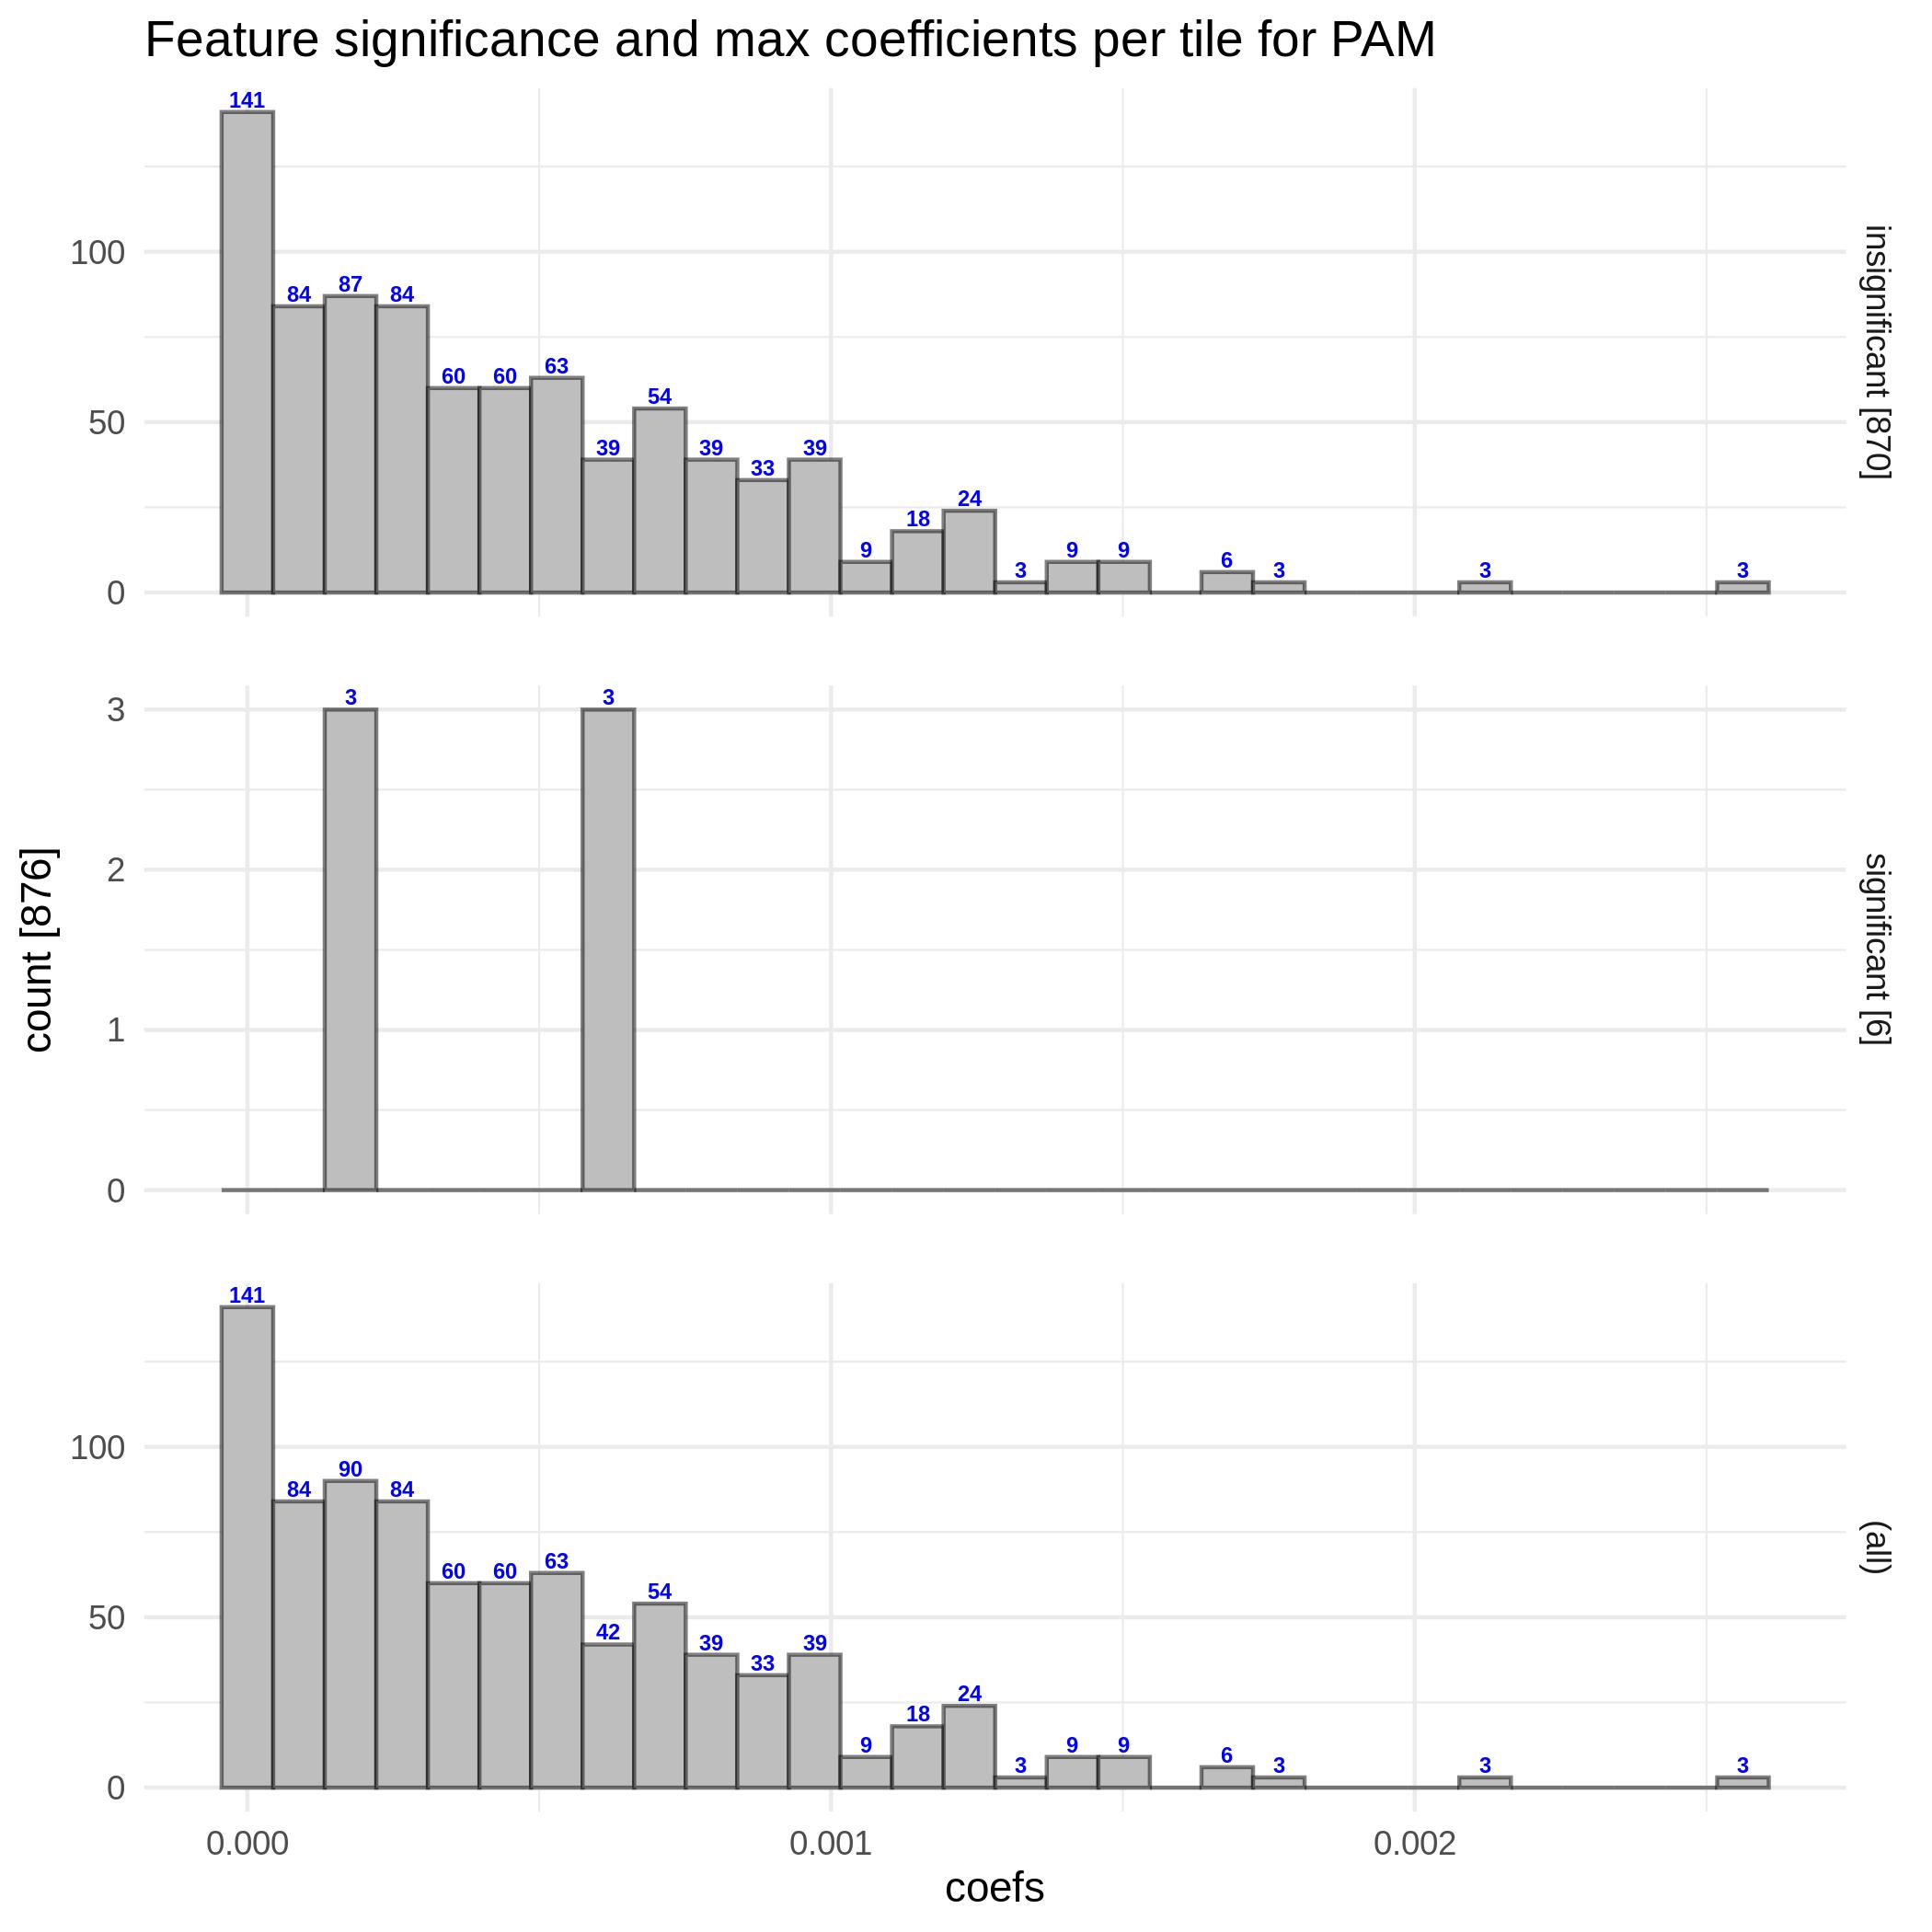 Feature significance and max coefficients per tile for PAM
141
84 87 84 60 60 63 39 54 39 33 39 9 18 24 3 9 9 6 3 3 3
100
50
0
insignificant [870]
3 3
3
2
1
0
significant [6]
count [876]
141
84 90 84 60 60 63 42 54 39 33 39 9 18 24 3 9 9 6 3 3 3
100
50
0
(all)
0.000 0.001 0.002
coefs